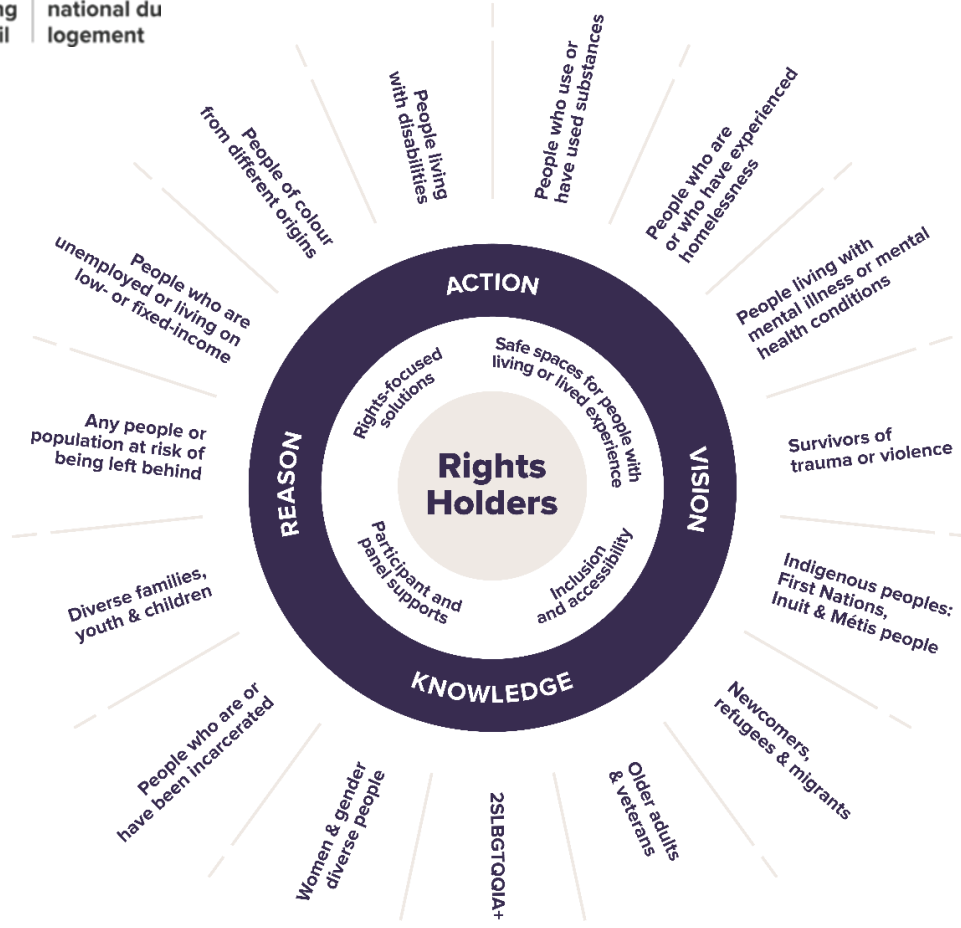 national du
logement
People who use or
have used substances
People who are
or who have experienced
homelessness
People living with
mental illness or mental
health conditions
Survivors of
trauma or violence
Indigenous peoples:
First Nations,
Inuit & Métis people
Newcomers,
refugees & migrants
Older adults
& veterans
2SLBGTQQIA+
Women & gender
diverse people
People who are or
have been incarcerated
Diverse families,
youth & children
Any people or
population at risk of
being left behind
People who are
unemployed or living on
low- or fixed-income
People of colour
from different origins
People living
with disabilities
ACTION
VISION
KNOWLEDGE
REASON
Rights-focused
solutions
Safe spaces for people with
living or lived experience
Inclusion
and accessibility
Participant and
panel supports
Rights
Holders